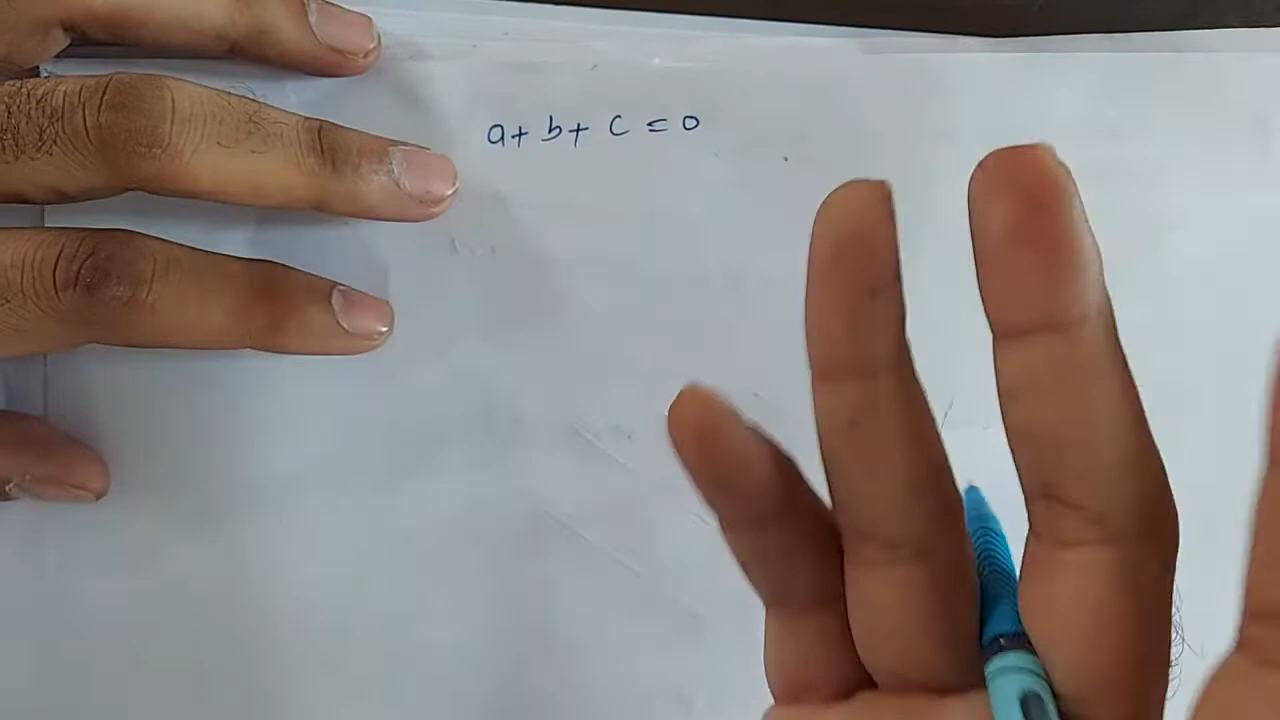 a + b + c = 0